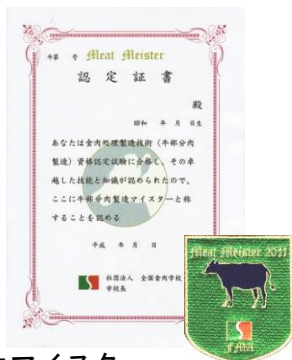 牛第 号 Meat Meister
認定証書
殿
昭和 年 月 日生
あなたは食肉処理製造技術（牛部分肉
製造）資格認定試験に合格し、その卓
越した技能と知識が認められたので、
ここに牛部分肉製造マイスターと称
することを認める
平成 年 月 日
社団法人 全国食肉学校
学校長
Meat Meister 2011
FMA